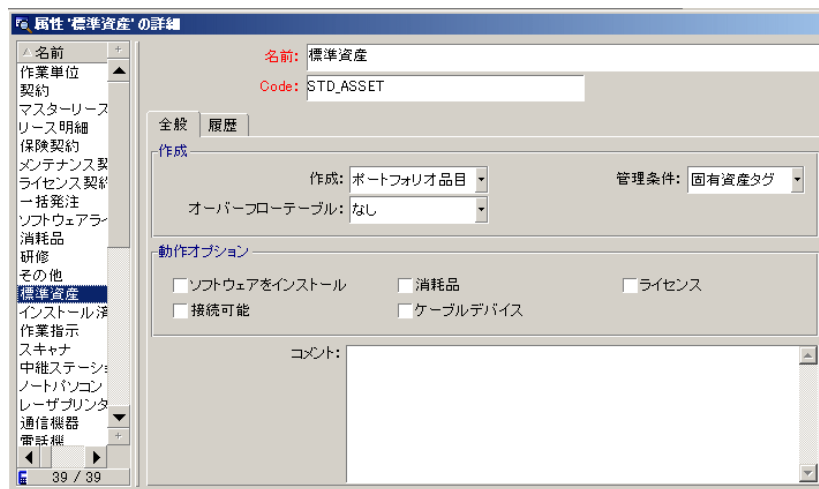 属性 '標準資産' の詳細
名前
作業単位
契約
マスターリース
リース明細
保険契約
メンテナンス契
ライセンス契約
一括発注
ソフトウェアラ
消耗品
研修
その他
標準資産
インストール済
作業指示
スキャナ
中継ステーショ
ノートパソコン
レーザプリンタ
通信機器
電話機
39 / 39
名前: 標準資産
Code: STD_ASSET
全般 履歴
作成
作成: ポートフォリオ品目 管理条件: 固有資産タグ
オーバーフローテーブル: なし
動作オプション
ソフトウェアをインストール 消耗品 ライセンス
接続可能 ケーブルデバイス
コメント: